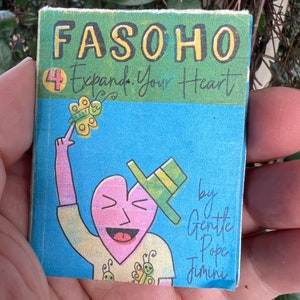 FASOHO
4 Expand Your Heart
by
Gentle
Pope
Jimini